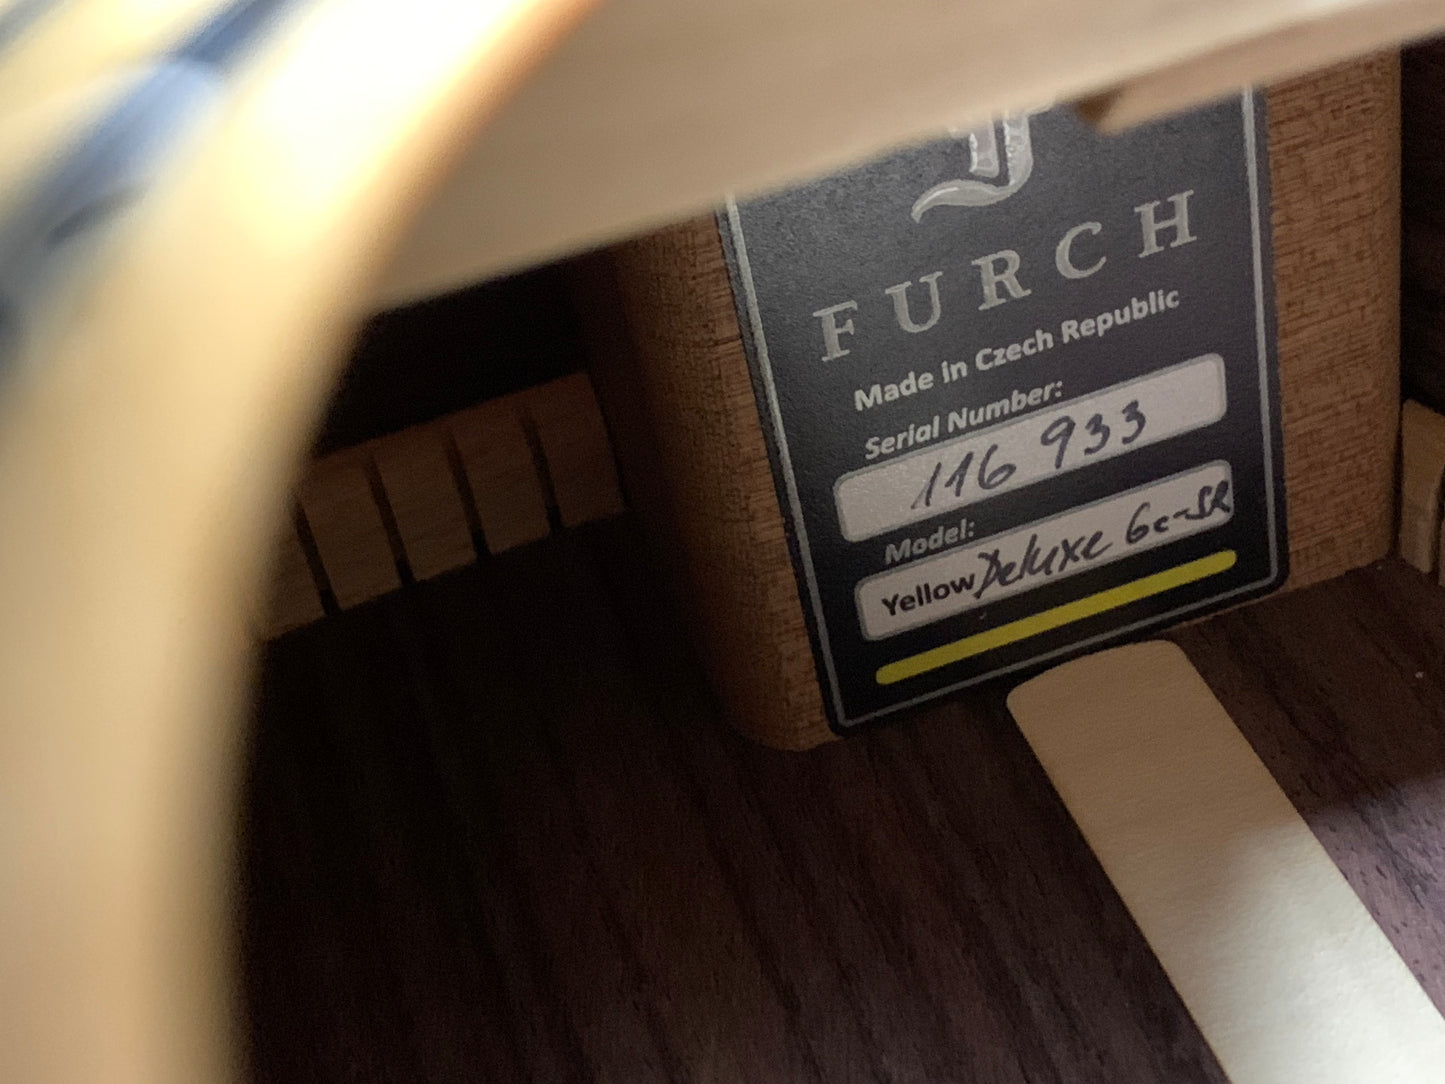 FURCH
Made in Czech Republic
Serial Number:
116 933
Model:
Yellow Deluxe Gc-SR